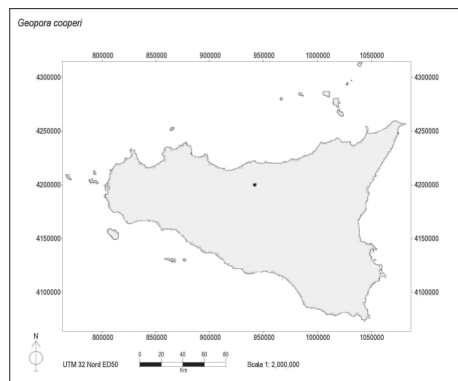 Geopora cooperi
800000 850000 900000 950000 1000000 1050000
4300000 4300000
4250000 4250000
4200000 4200000
4150000 4150000
4100000 4100000
800000 850000 900000 950000 1000000 1050000
N
UTM 32 Nord ED50
0 20 40 60 80
Km
Scala 1: 2,000,000